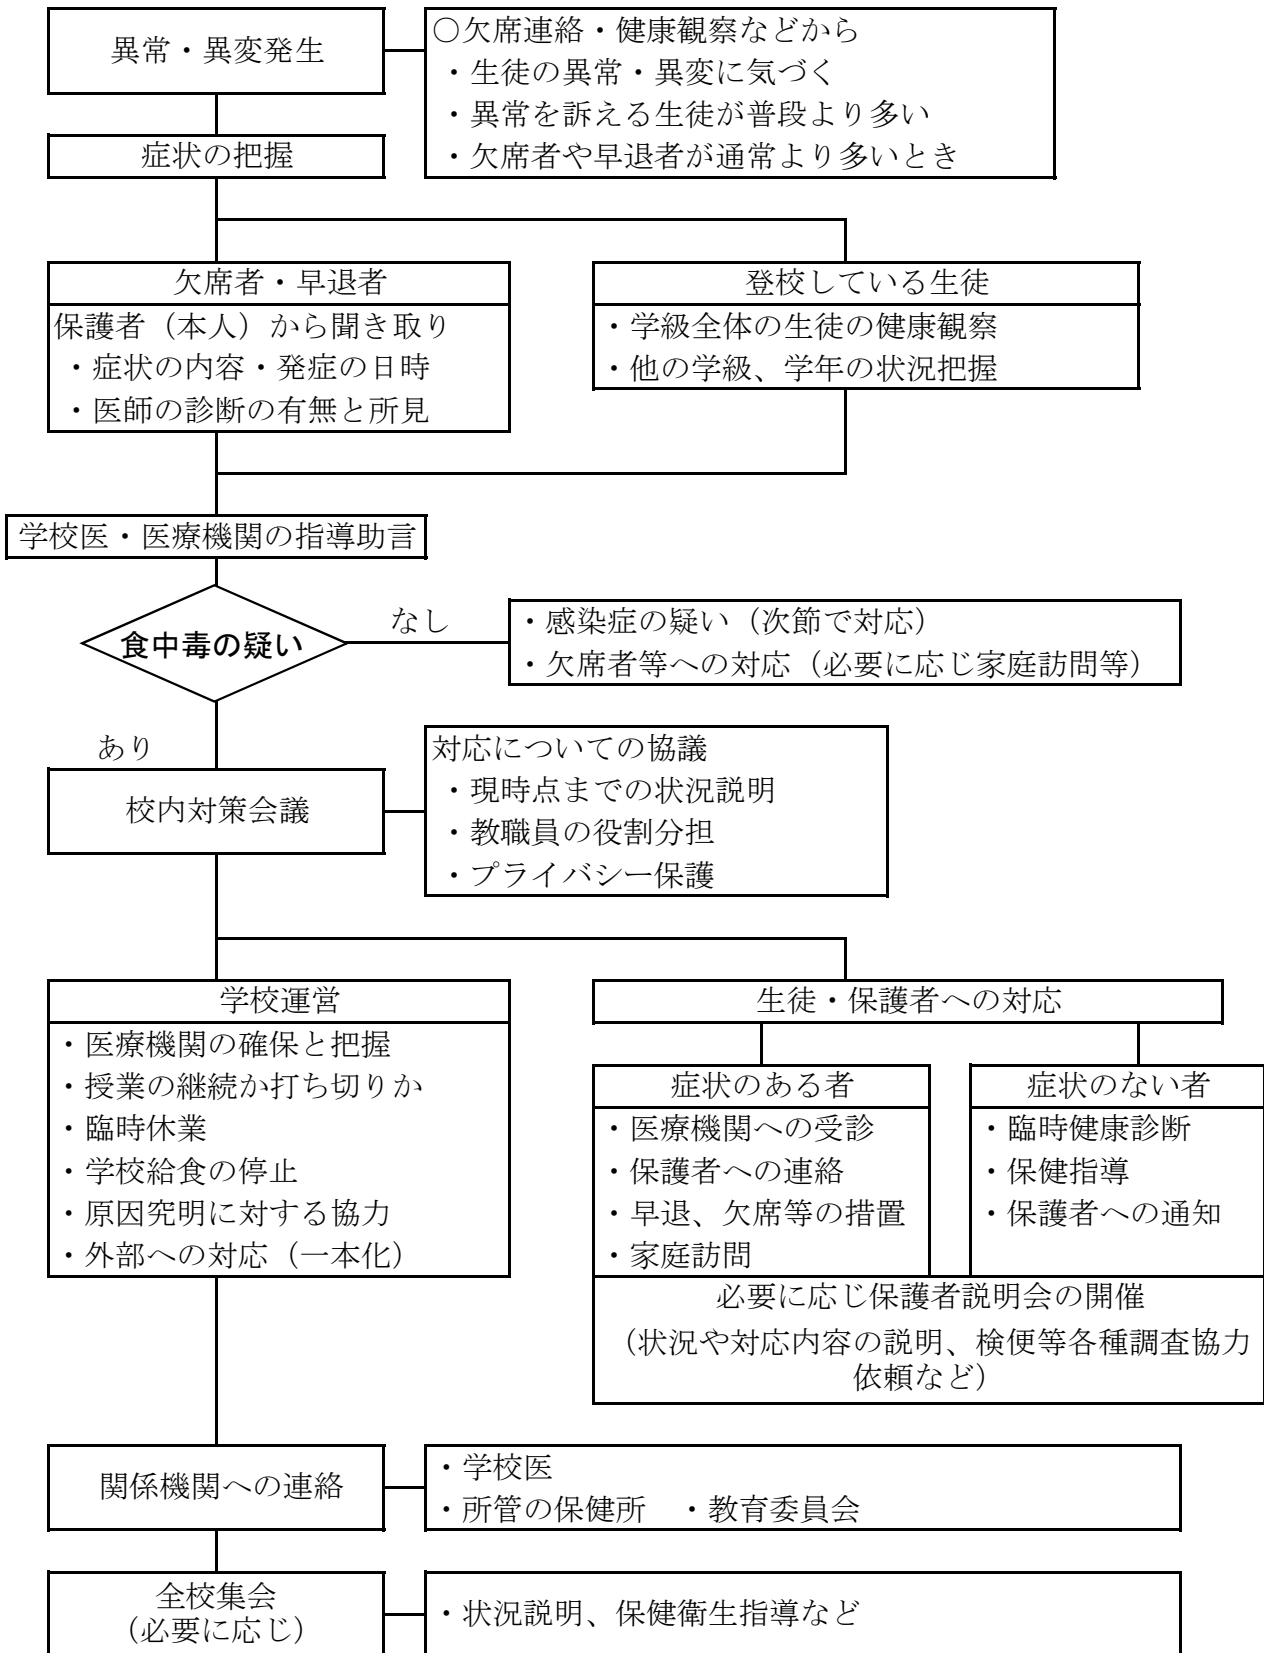 異常・異変発生
○欠席連絡・健康観察などから
・生徒の異常・異変に気づく
・異常を訴える生徒が普段より多い
・欠席者や早退者が通常より多いとき
症状の把握
欠席者・早退者
保護者（本人）から聞き取り
・症状の内容・発症の日時
・医師の診断の有無と所見
登校している生徒
・学級全体の生徒の健康観察
・他の学級、学年の状況把握
学校医・医療機関の指導助言
食中毒の疑い
なし
・感染症の疑い（次節で対応）
・欠席者等への対応（必要に応じ家庭訪問等）
あり
校内対策会議
対応についての協議
・現時点までの状況説明
・教職員の役割分担
・プライバシー保護
学校運営
・医療機関の確保と把握
・授業の継続か打ち切りか
・臨時休業
・学校給食の停止
・原因究明に対する協力
・外部への対応（一本化）
生徒・保護者への対応
症状のある者
・医療機関への受診
・保護者への連絡
・早退、欠席等の措置
・家庭訪問
症状のない者
・臨時健康診断
・保健指導
・保護者への通知
必要に応じ保護者説明会の開催
（状況や対応内容の説明、検便等各種調査協力
依頼など）
関係機関への連絡
・学校医
・所管の保健所　・教育委員会
全校集会
（必要に応じ）
・状況説明、保健衛生指導など